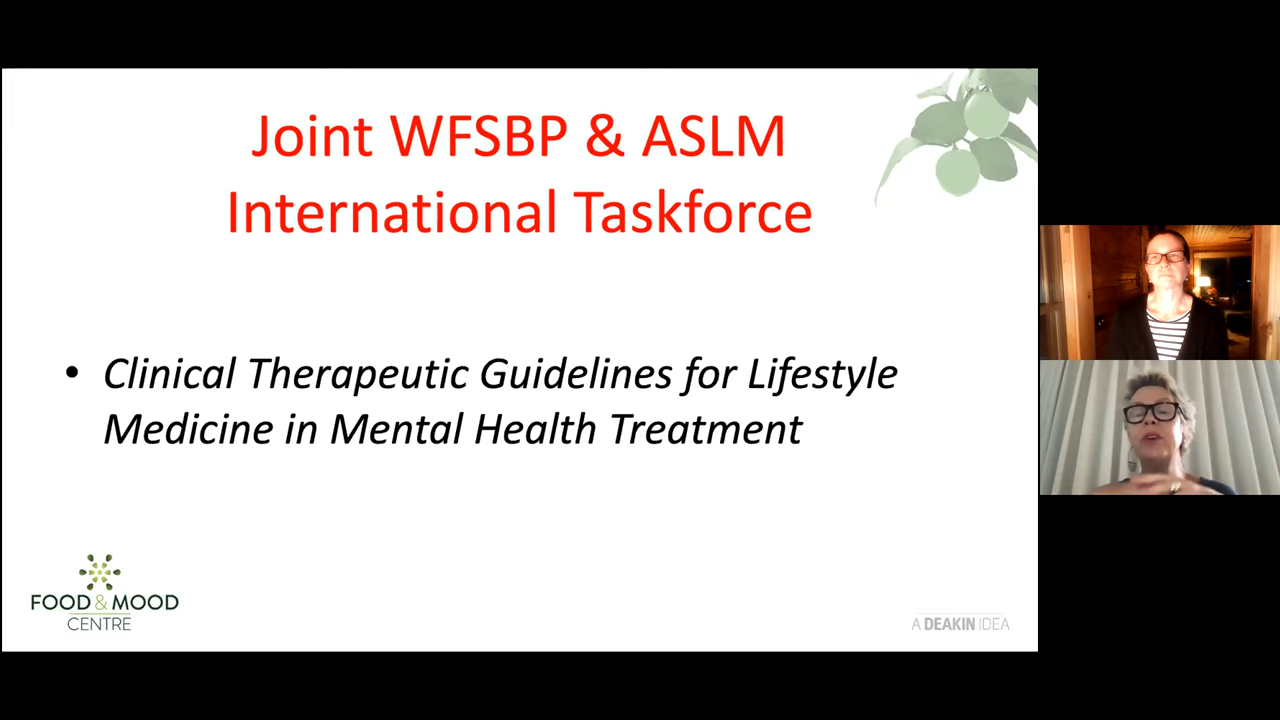 Joint WFSBP & ASLM
International Taskforce
• Clinical Therapeutic Guidelines for Lifestyle
Medicine in Mental Health Treatment
FOOD & MOOD
CENTRE
A DEAKIN IDEA